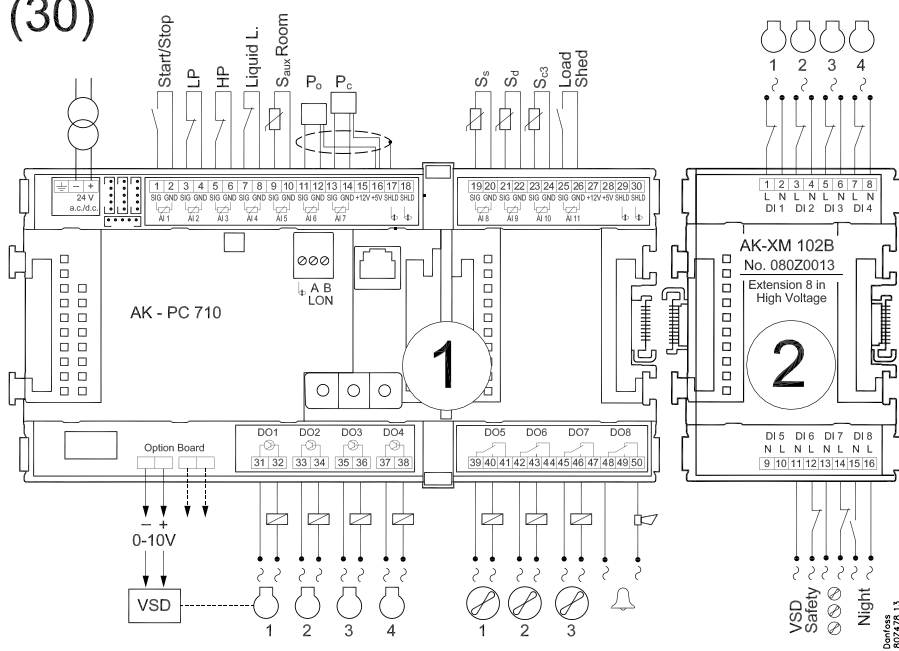 (30)
Start/Stop
LP
HP
Liquid L.
Saux Room
Po
Pc
Ss
Sd
Sc3
Load Shed
1 2 3 4
– +
24 V
a.c./d.c.
1 2 3 4 5 6 7 8 9 10 11 12 13 14 15 16 17 18
SIG GND SIG GND SIG GND SIG GND SIG GND SIG GND SIG GND +12V +5V SHLD SHLD
AI 1 AI 2 AI 3 AI 4 AI 5 AI 6 AI 7
19 20 21 22 23 24 25 26 27 28 29 30
SIG GND SIG GND SIG GND SIG GND +12V +5V SHLD SHLD
AI 8 AI 9 AI 10 AI 11
1 2 3 4 5 6 7 8
L N L N L N L N
DI 1 DI 2 DI 3 DI 4
AK - PC 710
A B
LON
1
AK-XM 102B
No. 080Z0013
Extension 8 in
High Voltage
2
Option Board
DO1 DO2 DO3 DO4
31 32 33 34 35 36 37 38
DO5 DO6 DO7 DO8
39 40 41 42 43 44 45 46 47 48 49 50
DI 5 DI 6 DI 7 DI 8
N L N L N L N L
9 10 11 12 13 14 15 16
– +
0-10V
VSD
1 2 3 4
1 2 3
VSD
Safety
Night
Danfoss
80Z478.13